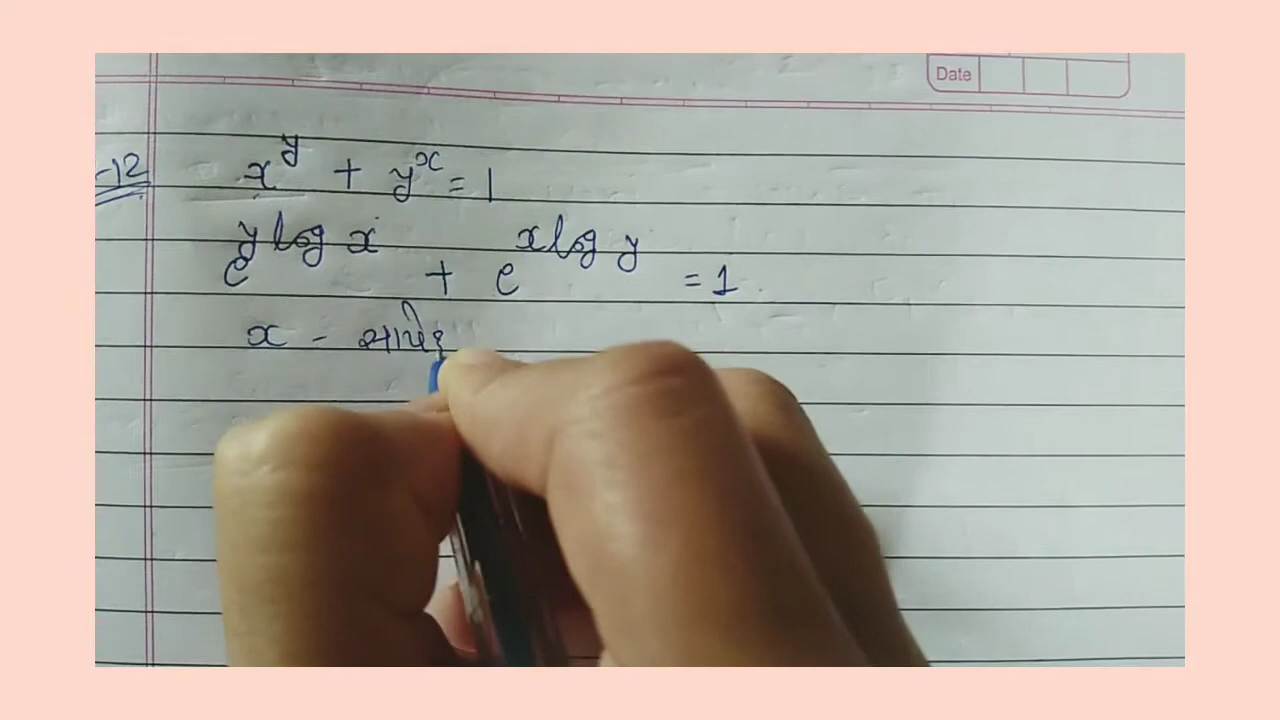 Date
-12 x^y + y^x = 1
e^{y log x} + e^{x log y} = 1
x -